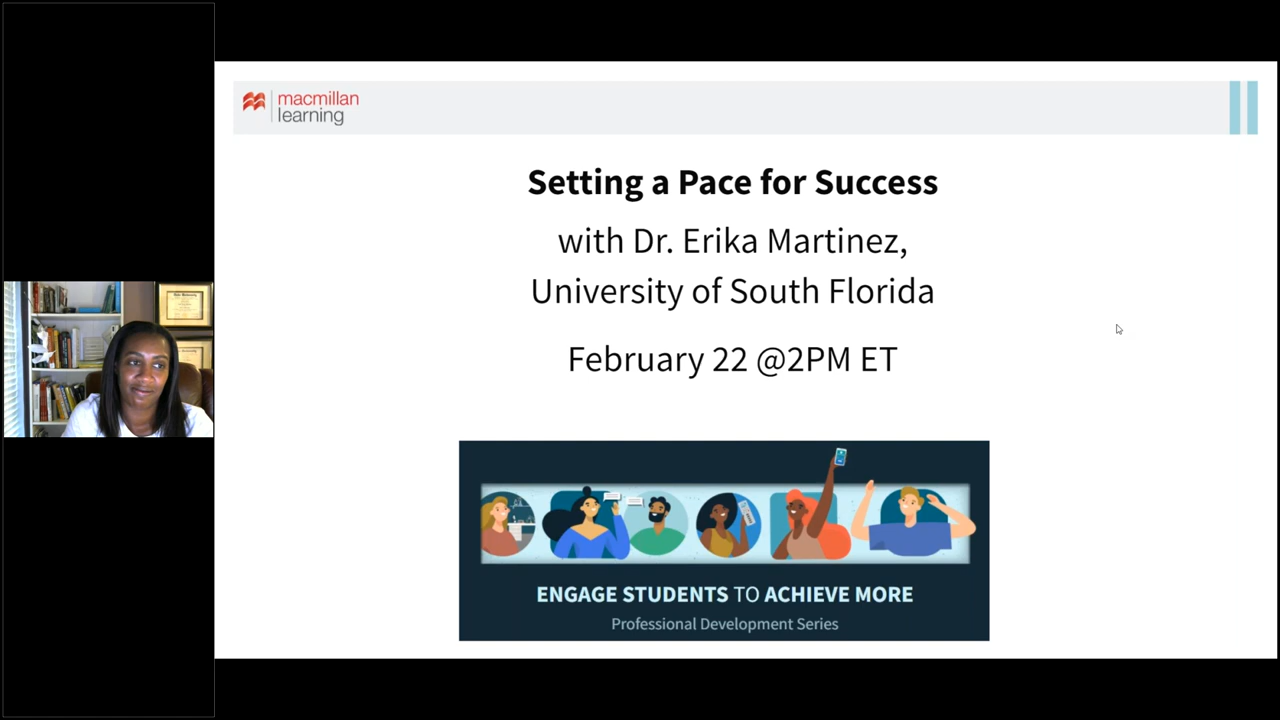 macmillan
learning
Setting a Pace for Success
with Dr. Erika Martinez,
University of South Florida
February 22 @2PM ET
ENGAGE STUDENTS TO ACHIEVE MORE
Professional Development Series